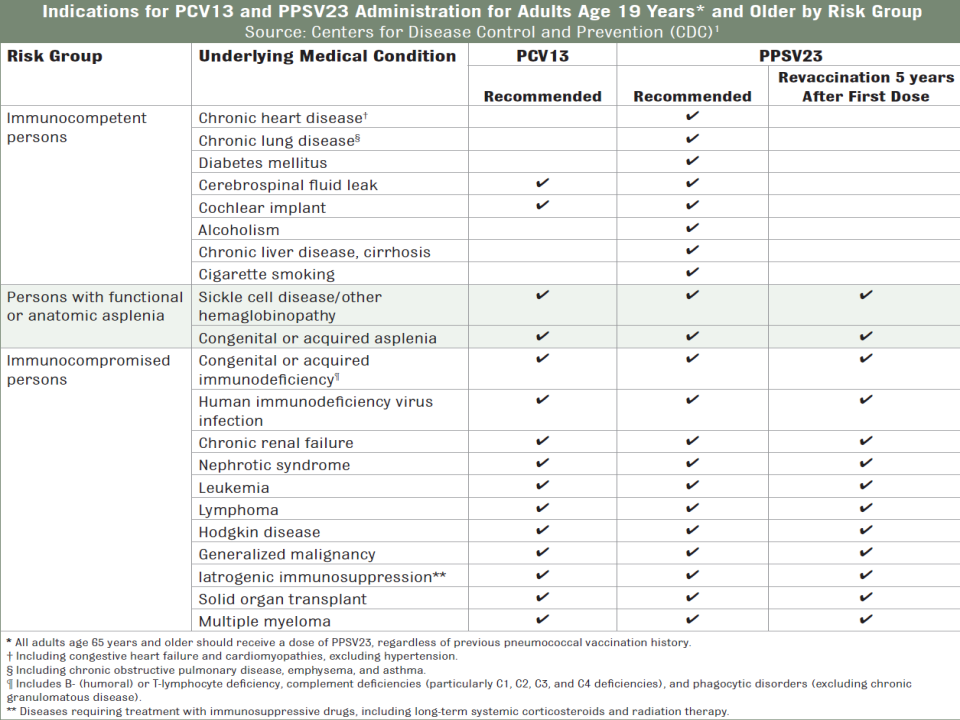 Indications for PCV13 and PPSV23 Administration for Adults Age 19 Years* and Older by Risk Group
Source: Centers for Disease Control and Prevention (CDC)¹
Risk Group Underlying Medical Condition PCV13 PPSV23
Recommended Recommended Revaccination 5 years
After First Dose
Immunocompetent
persons
Chronic heart disease† ✔
Chronic lung disease§ ✔
Diabetes mellitus ✔
Cerebrospinal fluid leak ✔ ✔
Cochlear implant ✔ ✔
Alcoholism ✔
Chronic liver disease, cirrhosis ✔
Cigarette smoking ✔
Persons with functional
or anatomic asplenia
Sickle cell disease/other
hemaglobinopathy ✔ ✔ ✔
Congenital or acquired asplenia ✔ ✔ ✔
Immunocompromised
persons
Congenital or acquired
immunodeficiency¶ ✔ ✔ ✔
Human immunodeficiency virus
infection ✔ ✔ ✔
Chronic renal failure ✔ ✔ ✔
Nephrotic syndrome ✔ ✔ ✔
Leukemia ✔ ✔ ✔
Lymphoma ✔ ✔ ✔
Hodgkin disease ✔ ✔ ✔
Generalized malignancy ✔ ✔ ✔
Iatrogenic immunosuppression** ✔ ✔ ✔
Solid organ transplant ✔ ✔ ✔
Multiple myeloma ✔ ✔ ✔
* All adults age 65 years and older should receive a dose of PPSV23, regardless of previous pneumococcal vaccination history.
† Including congestive heart failure and cardiomyopathies, excluding hypertension.
§ Including chronic obstructive pulmonary disease, emphysema, and asthma.
¶ Includes B- (humoral) or T-lymphocyte deficiency, complement deficiencies (particularly C1, C2, C3, and C4 deficiencies), and phagocytic disorders (excluding chronic
granulomatous disease).
** Diseases requiring treatment with immunosuppressive drugs, including long-term systemic corticosteroids and radiation therapy.